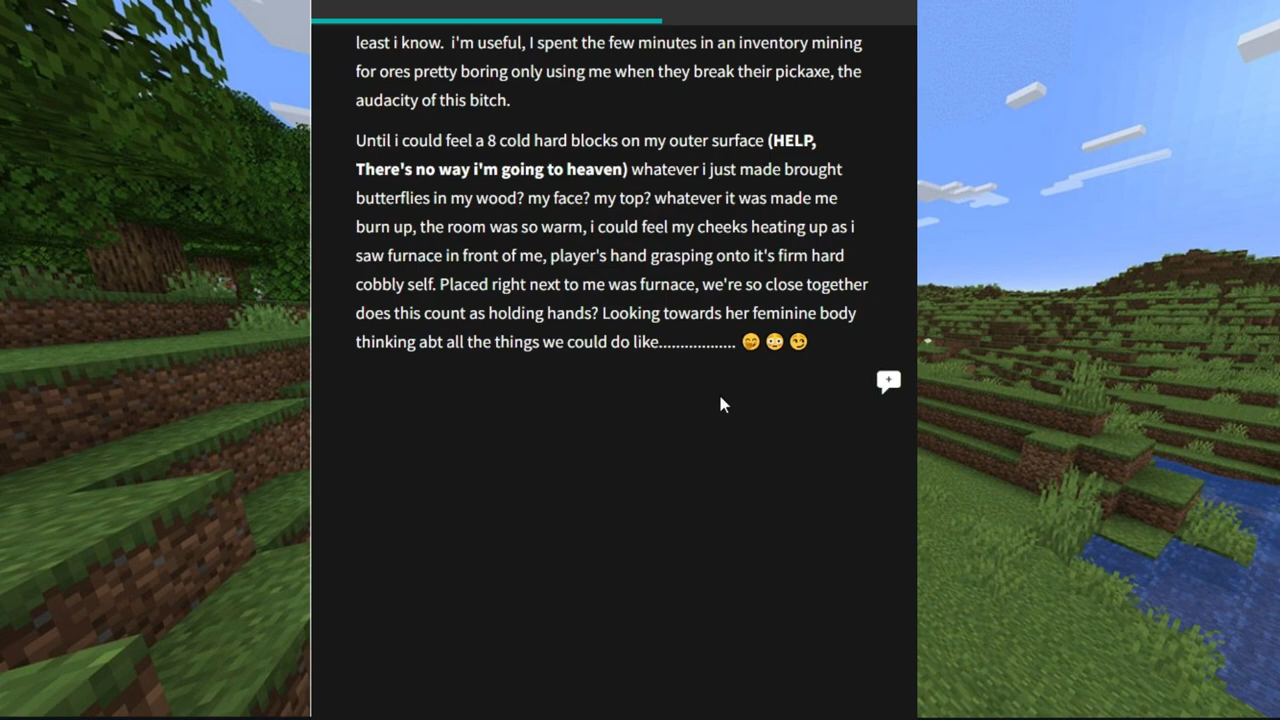 least i know.  i'm useful, I spent the few minutes in an inventory mining
for ores pretty boring only using me when they break their pickaxe, the
audacity of this bitch.
Until i could feel a 8 cold hard blocks on my outer surface (HELP,
There's no way i'm going to heaven) whatever i just made brought
butterflies in my wood? my face? my top? whatever it was made me
burn up, the room was so warm, i could feel my cheeks heating up as i
saw furnace in front of me, player's hand grasping onto it's firm hard
cobbly self. Placed right next to me was furnace, we're so close together
does this count as holding hands? Looking towards her feminine body
thinking abt all the things we could do like.................. 🤭 😳 😏